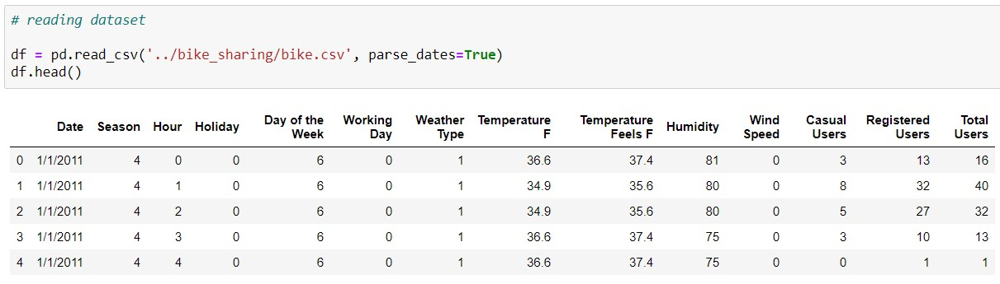 # reading dataset
df = pd.read_csv('../bike_sharing/bike.csv', parse_dates=True)
df.head()
Date Season Hour Holiday Day of the Week Working Day Weather Type Temperature F Temperature Feels F Humidity Wind Speed Casual Users Registered Users Total Users
0 1/1/2011 4 0 0 6 0 1 36.6 37.4 81 0 3 13 16
1 1/1/2011 4 1 0 6 0 1 34.9 35.6 80 0 8 32 40
2 1/1/2011 4 2 0 6 0 1 34.9 35.6 80 0 5 27 32
3 1/1/2011 4 3 0 6 0 1 36.6 37.4 75 0 3 10 13
4 1/1/2011 4 4 0 6 0 1 36.6 37.4 75 0 0 1 1